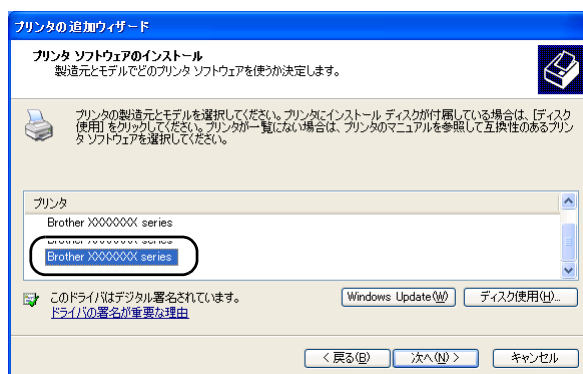 プリンタの追加ウィザード
プリンタ ソフトウェアのインストール
製造元とモデルでどのプリンタ ソフトウェアを使うか決定します。
プリンタの製造元とモデルを選択してください。プリンタにインストール ディスクが付属している場合は、[ディスク
使用] をクリックしてください。プリンタが一覧にない場合は、プリンタのマニュアルを参照して互換性のあるプリン
タ ソフトウェアを選択してください。
プリンタ
Brother XXXXXXX series
Brother XXXXXXX series
Brother XXXXXXX series
このドライバはデジタル署名されています。
ドライバの署名が重要な理由
Windows Update(W)
ディスク使用(H)...
< 戻る(B)
次へ(N) >
キャンセル